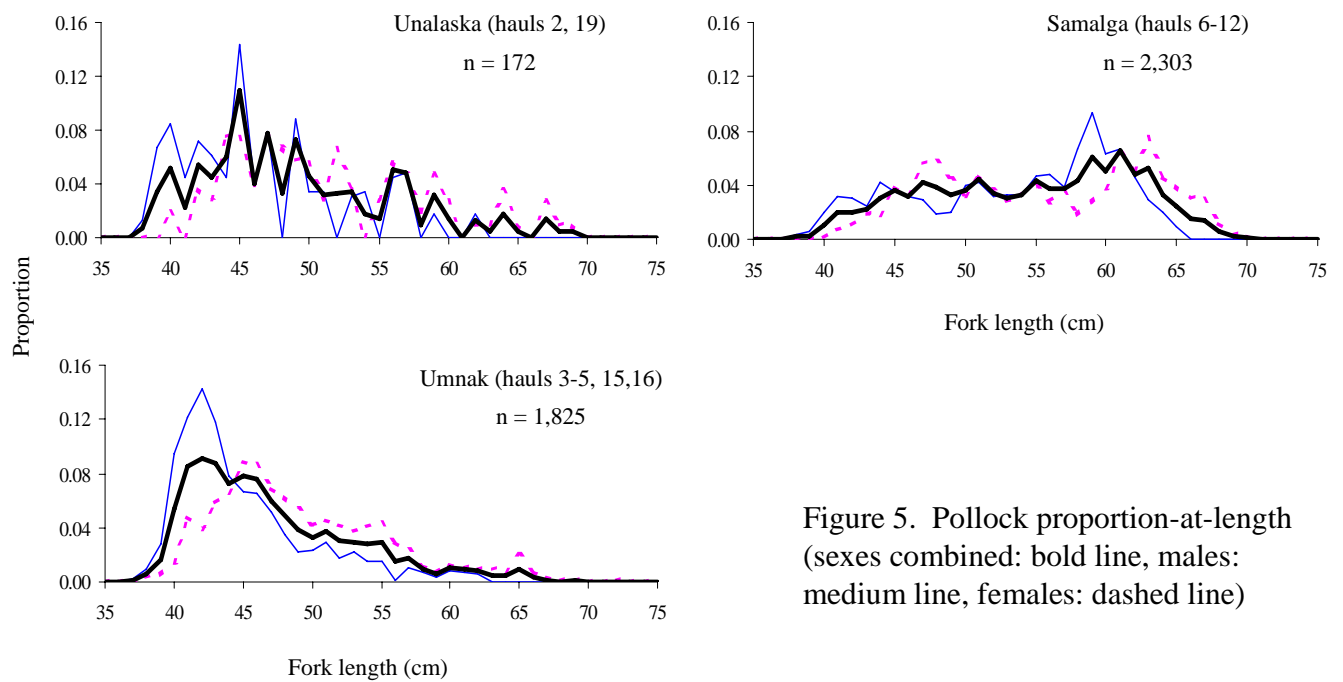 Unalaska (hauls 2, 19)
n = 172
0.16
0.12
0.08
0.04
0.00
35 40 45 50 55 60 65 70 75
Samalga (hauls 6-12)
n = 2,303
0.16
0.12
0.08
0.04
0.00
35 40 45 50 55 60 65 70 75
Fork length (cm)
Proportion
Umnak (hauls 3-5, 15,16)
n = 1,825
0.16
0.12
0.08
0.04
0.00
35 40 45 50 55 60 65 70 75
Fork length (cm)
Figure 5. Pollock proportion-at-length
(sexes combined: bold line, males:
medium line, females: dashed line)